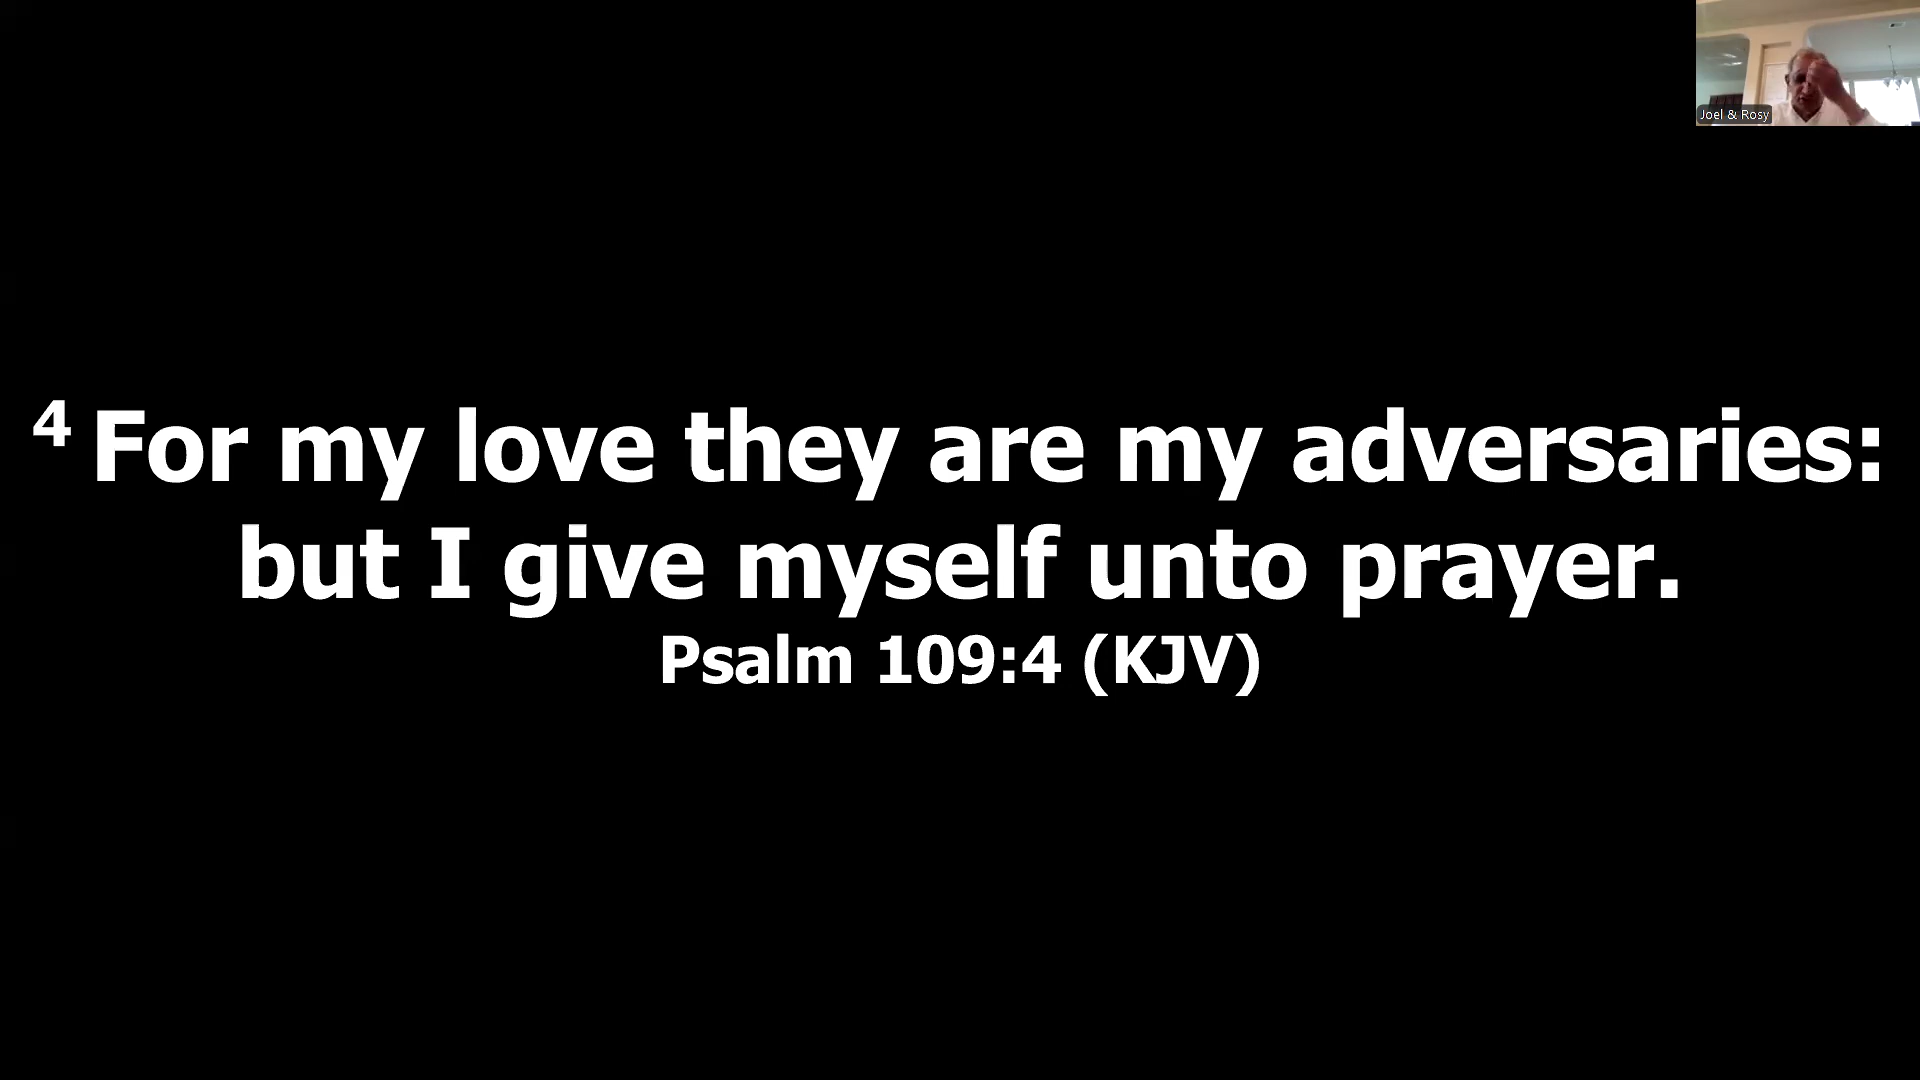 Joel & Rosy
4 For my love they are my adversaries:
but I give myself unto prayer.
Psalm 109:4 (KJV)